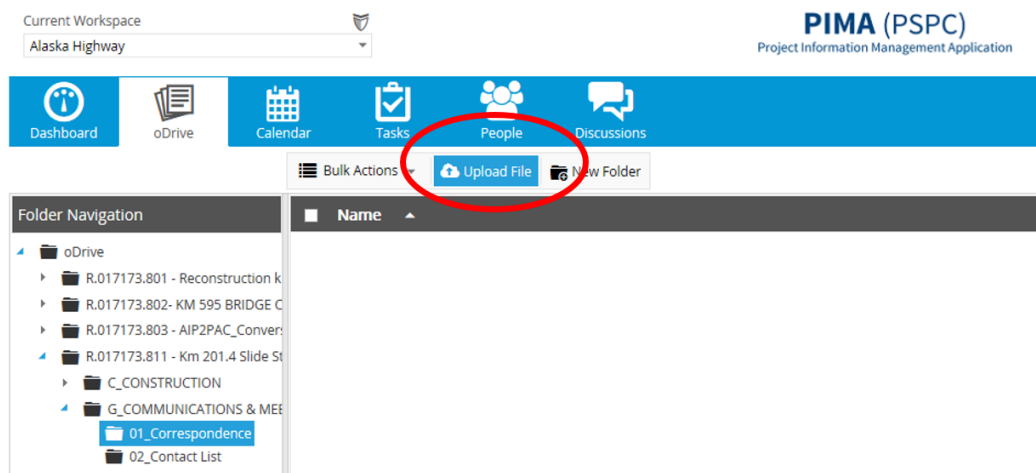 Current Workspace
Alaska Highway
PIMA (PSPC)
Project Information Management Application
Dashboard
oDrive
Calendar
Tasks
People
Discussions
Bulk Actions
Upload File
New Folder
Folder Navigation
Name
oDrive
R.017173.801 - Reconstruction k
R.017173.802- KM 595 BRIDGE C
R.017173.803 - AIP2PAC_Convers
R.017173.811 - Km 201.4 Slide St
C_CONSTRUCTION
G_COMMUNICATIONS & MEE
01_Correspondence
02_Contact List